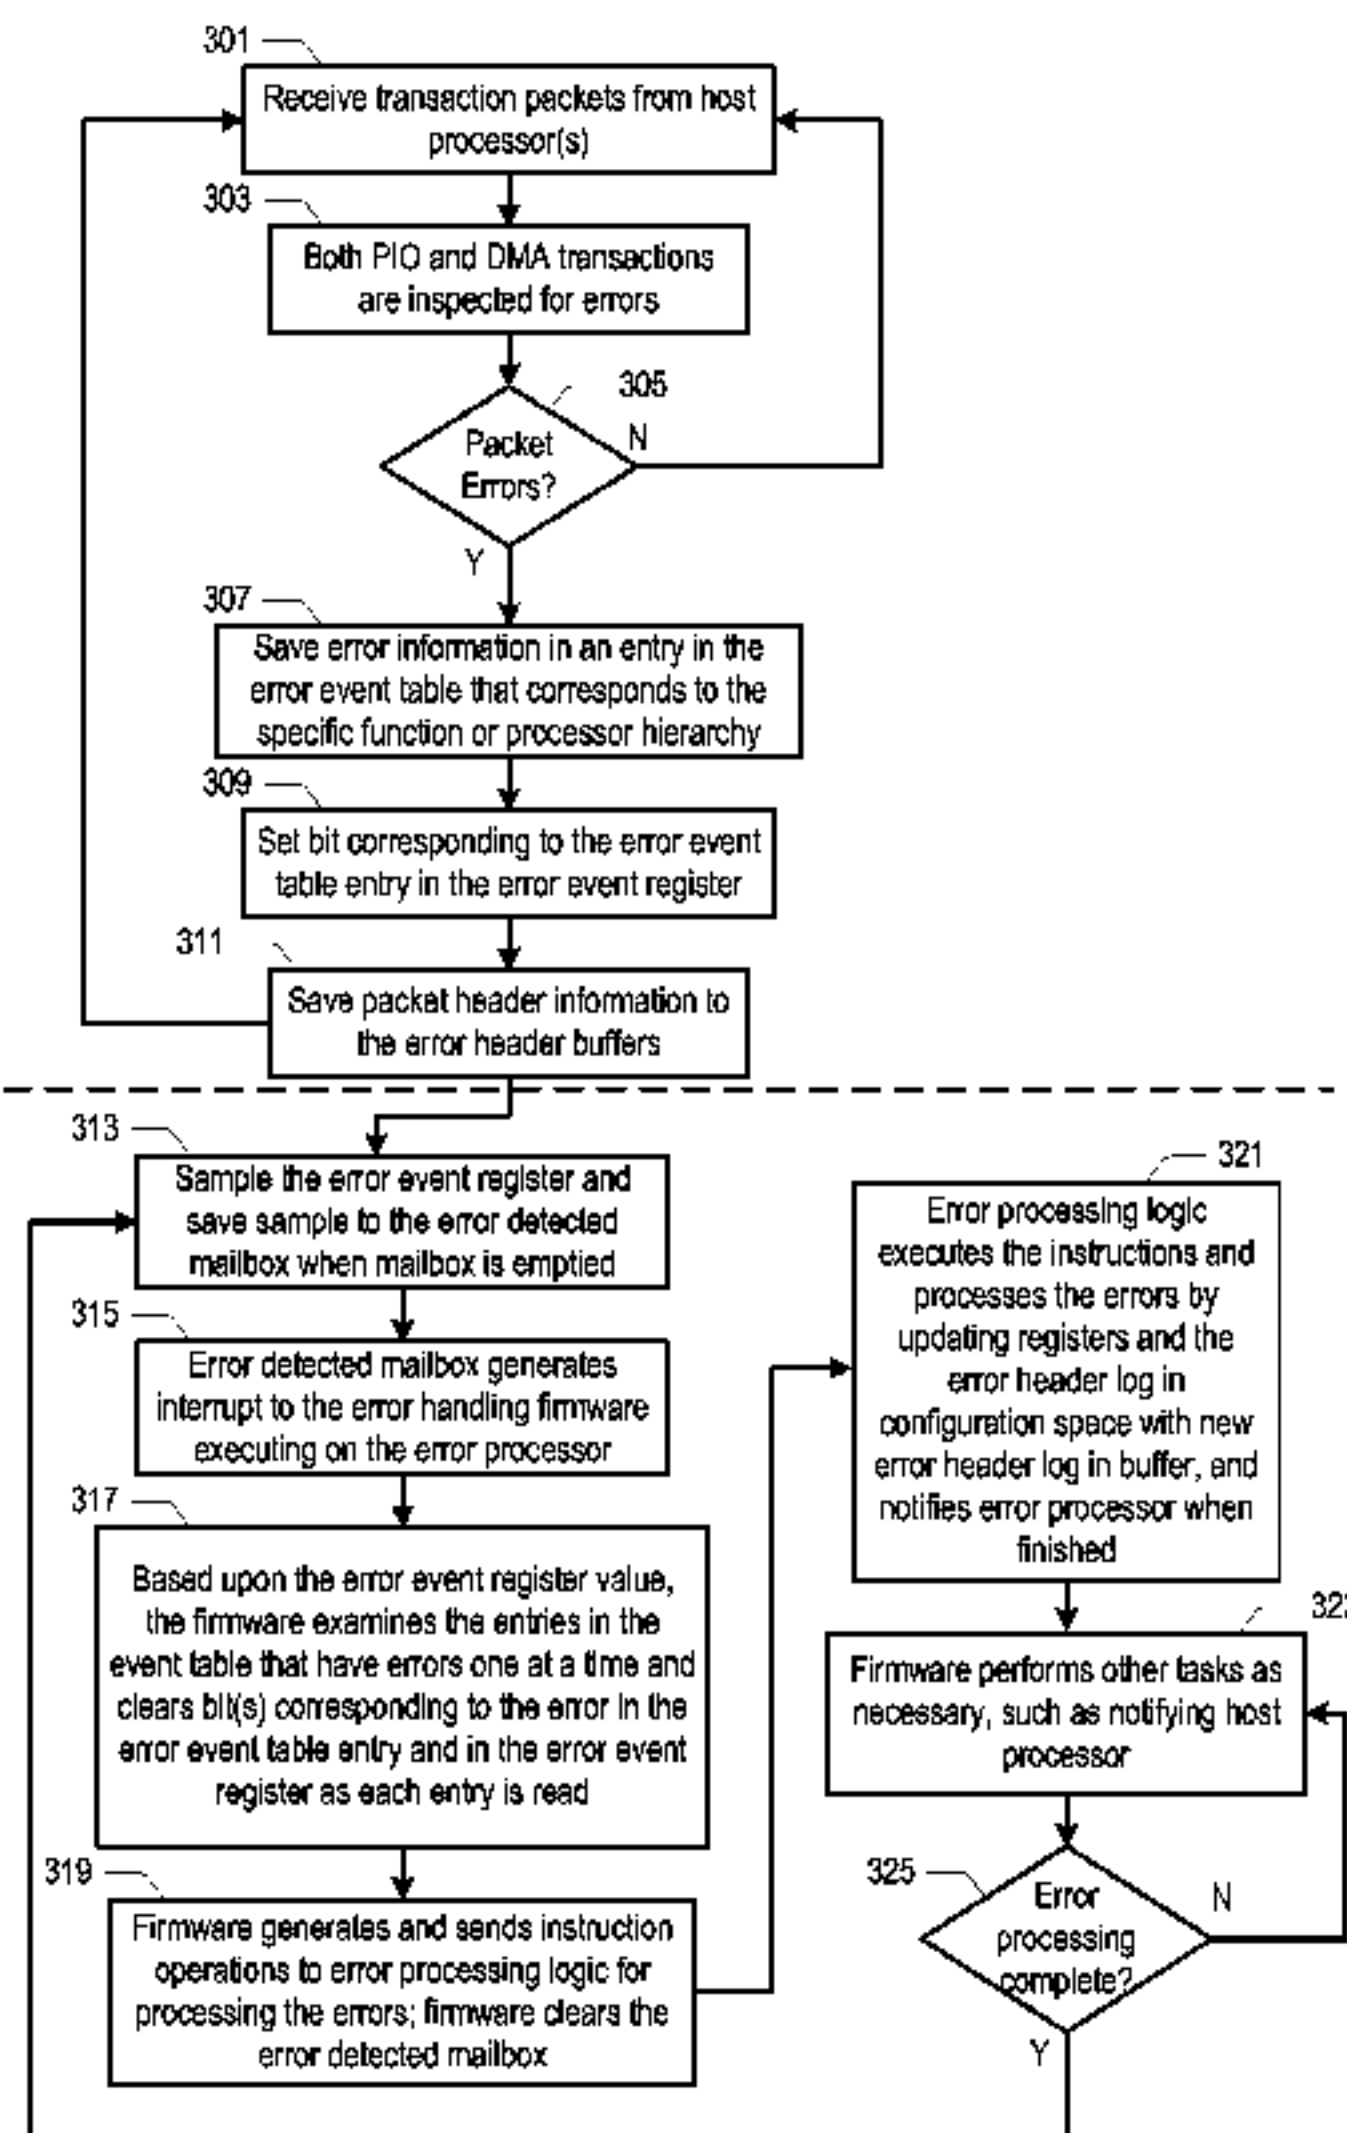 301
Receive transaction packets from host
processor(s)
303
Both PIO and DMA transactions
are inspected for errors
305
Packet
Errors?
N
Y
307
Save error information in an entry in the
error event table that corresponds to the
specific function or processor hierarchy
309
Set bit corresponding to the error event
table entry in the error event register
311
Save packet header information to
the error header buffers
313
Sample the error event register and
save sample to the error detected
mailbox when mailbox is emptied
315
Error detected mailbox generates
interrupt to the error handling firmware
executing on the error processor
317
Based upon the error event register value,
the firmware examines the entries in the
event table that have errors one at a time and
clears bit(s) corresponding to the error in the
error event table entry and in the error event
register as each entry is read
319
Firmware generates and sends instruction
operations to error processing logic for
processing the errors; firmware clears the
error detected mailbox
321
Error processing logic
executes the instructions and
processes the errors by
updating registers and the
error header log in
configuration space with new
error header log in buffer, and
notifies error processor when
finished
Firmware performs other tasks as
necessary, such as notifying host
processor
325
Error
processing
complete?
N
Y